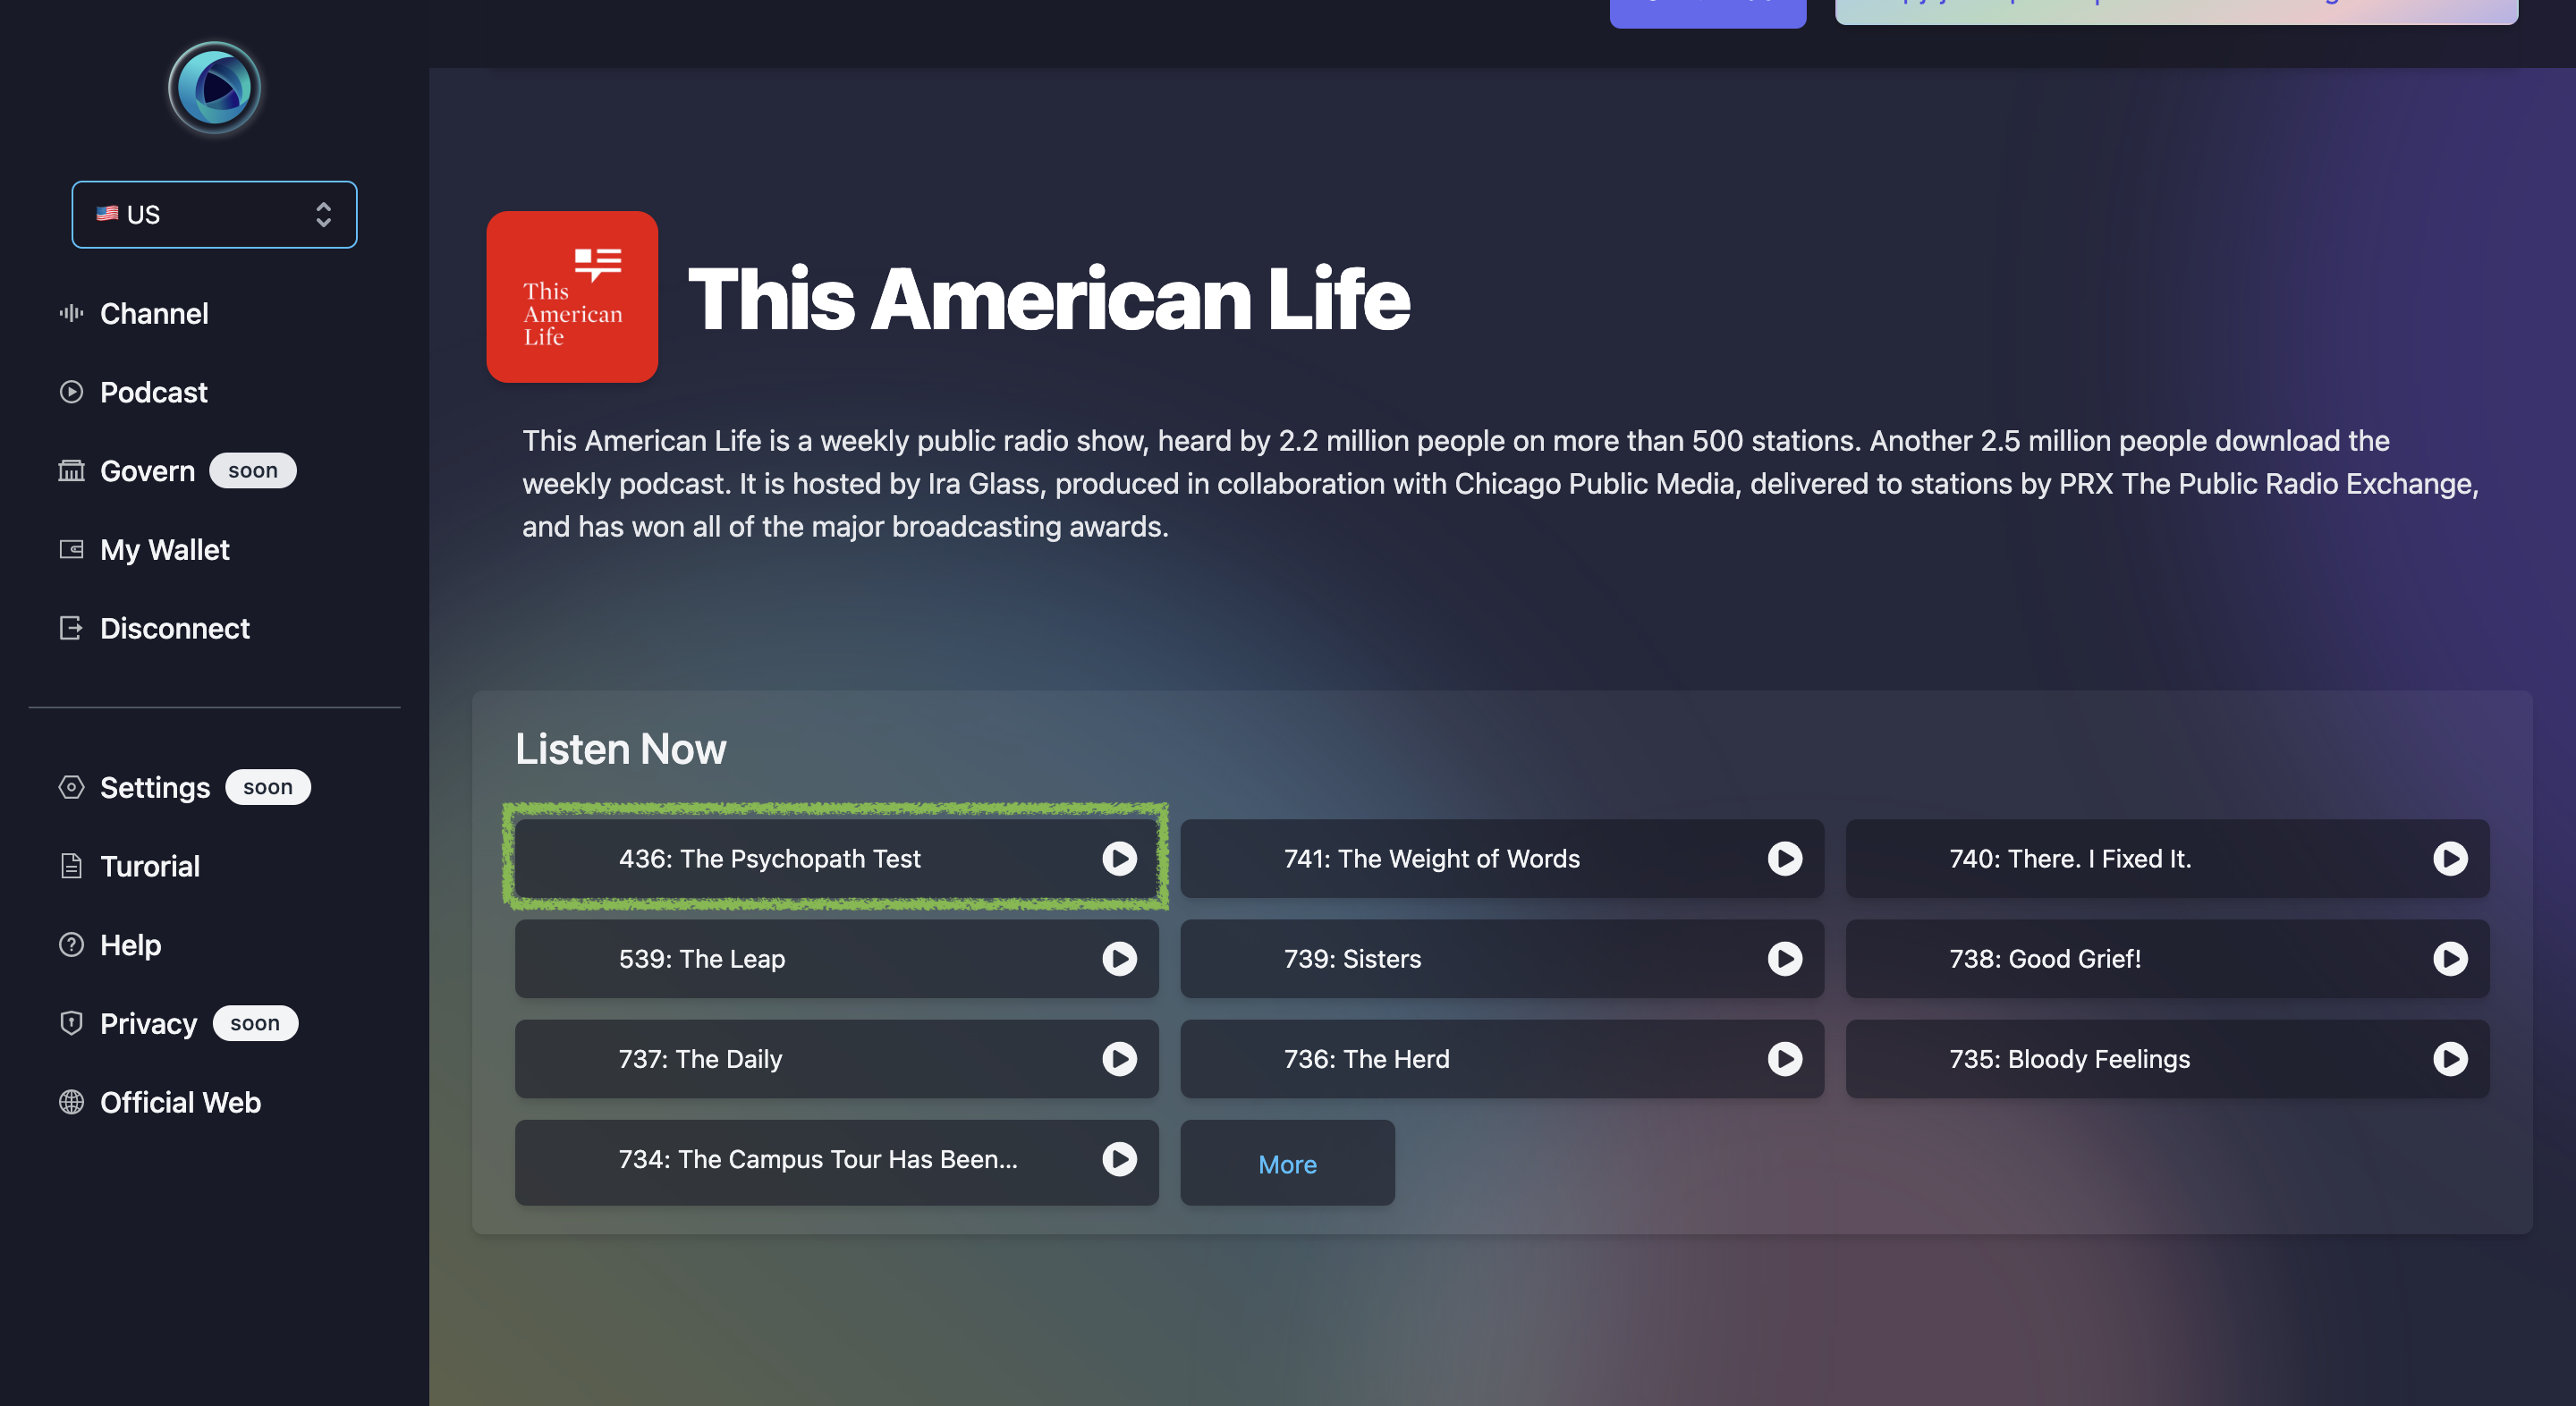 US
Channel
Podcast
Govern soon
My Wallet
Disconnect
Settings soon
Turorial
Help
Privacy soon
Official Web
This
American
Life
This American Life
This American Life is a weekly public radio show, heard by 2.2 million people on more than 500 stations. Another 2.5 million people download the
weekly podcast. It is hosted by Ira Glass, produced in collaboration with Chicago Public Media, delivered to stations by PRX The Public Radio Exchange,
and has won all of the major broadcasting awards.
Listen Now
436: The Psychopath Test
741: The Weight of Words
740: There. I Fixed It.
539: The Leap
739: Sisters
738: Good Grief!
737: The Daily
736: The Herd
735: Bloody Feelings
734: The Campus Tour Has Been...
More